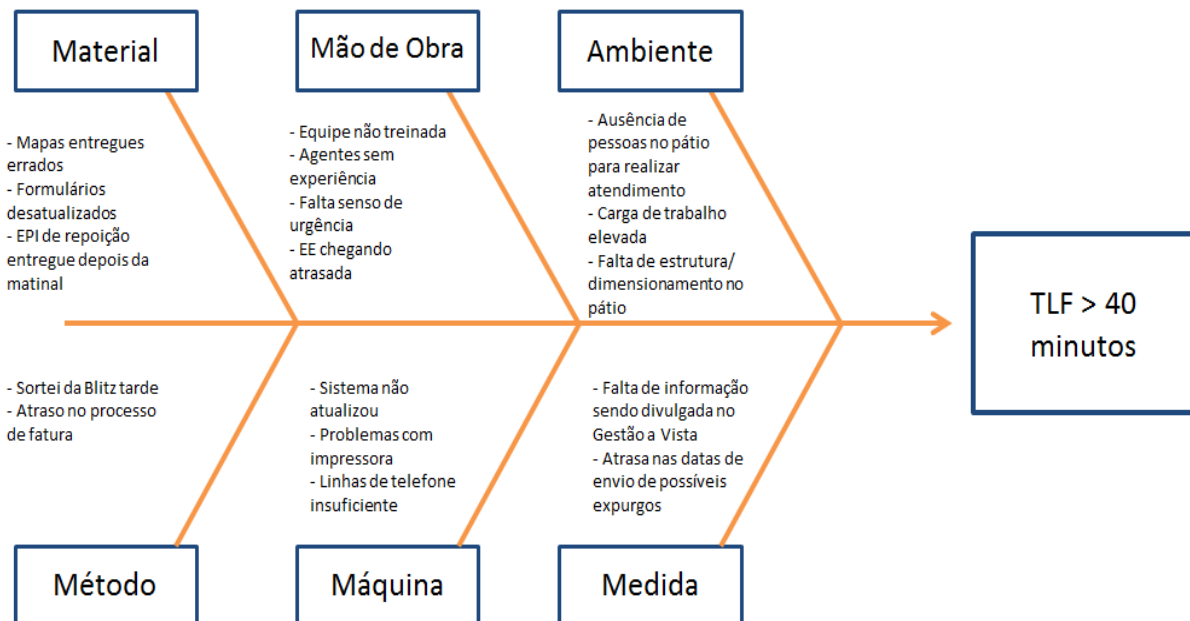 Material
Mão de Obra
Ambiente
- Mapas entregues
errados
- Formulários
desatualizados
- EPI de repoição
entregue depois da
matinal
- Equipe não treinada
- Agentes sem
experiência
- Falta senso de
urgência
- EE chegando
atrasada
- Ausência de
pessoas no pátio
para realizar
atendimento
- Carga de trabalho
elevada
- Falta de estrutura/
dimensionamento no
pátio
TLF > 40
minutos
- Sortei da Blitz tarde
- Atraso no processo
de fatura
- Sistema não
atualizou
- Problemas com
impressora
- Linhas de telefone
insuficiente
- Falta de informação
sendo divulgada no
Gestão a Vista
- Atrasa nas datas de
envio de possíveis
expurgos
Método
Máquina
Medida